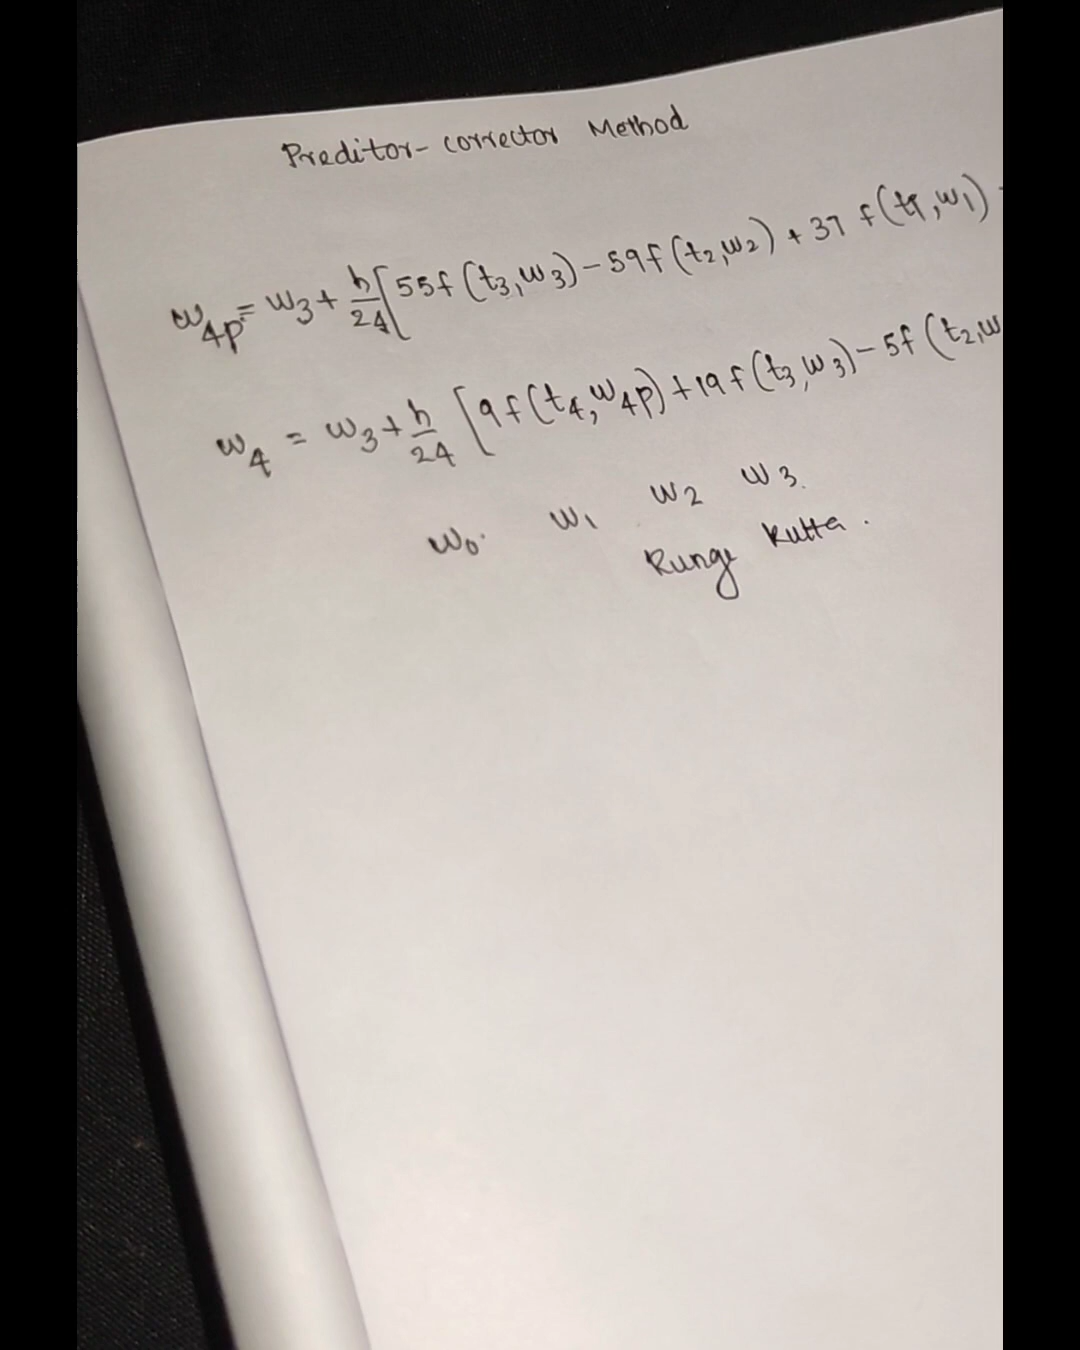 Preditor- corrector Method
w4p = w3 + h/24 [55f (t3,w3) - 59f (t2,w2) + 37 f(t1,w1) -
w4 = w3 + h/24 [9f(t4,w4p) + 19f(t3,w3) - 5f (t2,w
w0. w1 w2 w3.
Runge Kutta.